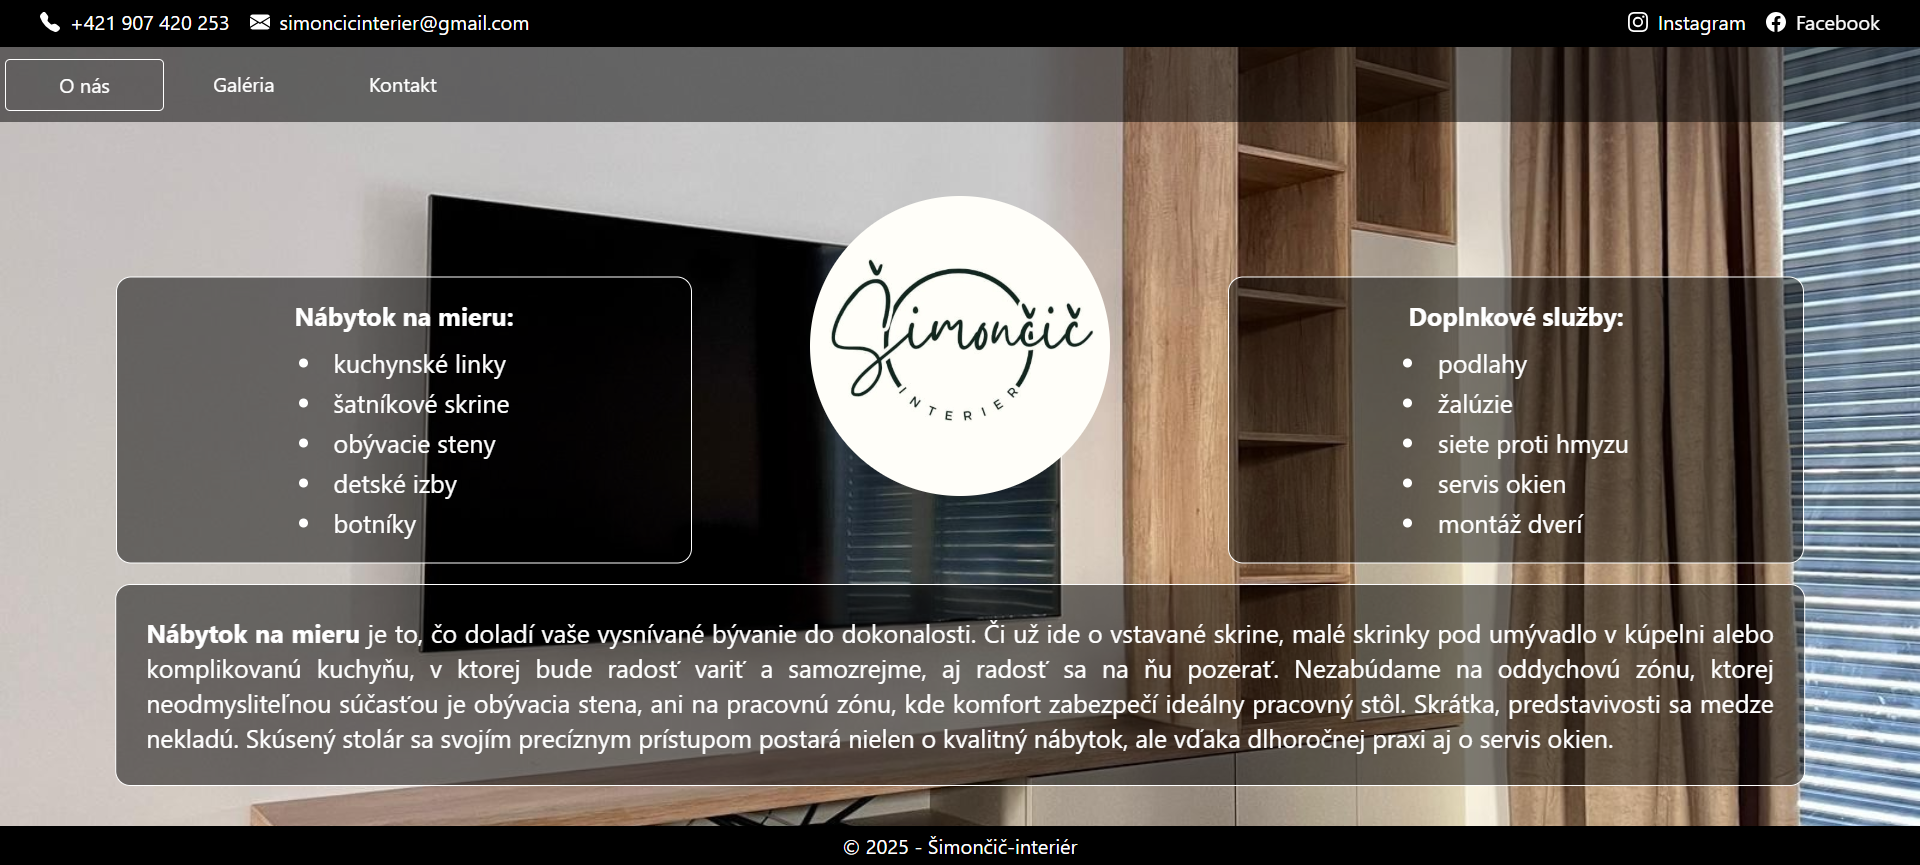 +421 907 420 253 simoncicinterier@gmail.com Instagram Facebook
O nás Galéria Kontakt
Šimončič
INTERIER
Nábytok na mieru:
• kuchynské linky
• šatníkové skrine
• obývacie steny
• detské izby
• botníky
Doplnkové služby:
• podlahy
• žalúzie
• siete proti hmyzu
• servis okien
• montáž dverí
Nábytok na mieru je to, čo doladí vaše vysnívané bývanie do dokonalosti. Či už ide o vstavané skrine, malé skrinky pod umývadlo v kúpelni alebo
komplikovanú kuchyňu, v ktorej bude radosť variť a samozrejme, aj radosť sa na ňu pozerať. Nezabúdame na oddychovú zónu, ktorej
neodmysliteľnou súčasťou je obývacia stena, ani na pracovnú zónu, kde komfort zabezpečí ideálny pracovný stôl. Skrátka, predstavivosti sa medze
nekladú. Skúsený stolár sa svojím precíznym prístupom postará nielen o kvalitný nábytok, ale vďaka dlhoročnej praxi aj o servis okien.
© 2025 - Šimončič-interiér